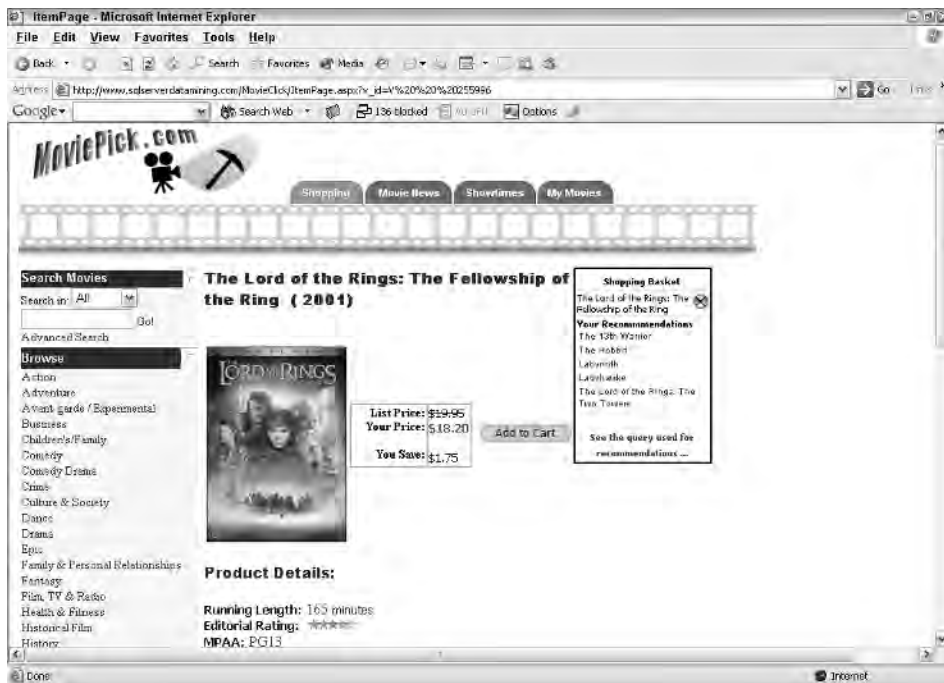 ItemPage - Microsoft Internet Explorer
File Edit View Favorites Tools Help
Back Search Favorites Media
Address http://www.sqlserverdatamining.com/MovieClick/ItemPage.aspx?v_id=V%20%20%20255996 Go
Google Search Web 136 blocked Options
MoviePick.com
Shopping Movie News Showtimes My Movies
Search Movies
Search in: All
Go!
Advanced Search
Browse
Action
Adventure
Avant-garde / Experimental
Business
Children's/Family
Comedy
Comedy Drama
Crime
Culture & Society
Dance
Drama
Epic
Family & Personal Relationships
Fantasy
Film, TV & Radio
Health & Fitness
Historical Film
History
The Lord of the Rings: The Fellowship of
the Ring ( 2001)
LORD OF THE RINGS
List Price: $19.95
Your Price: $18.20
You Save: $1.75
Add to Cart
Shopping Basket
The Lord of the Rings: The
Fellowship of the Ring
Your Recommendations
The 13th Warrior
The Hobbit
Labyrinth
Ladyhawke
The Lord of the Rings: The
Two Towers
See the query used for
recommendations ...
Product Details:
Running Length: 165 minutes
Editorial Rating:
MPAA: PG13
Done Internet